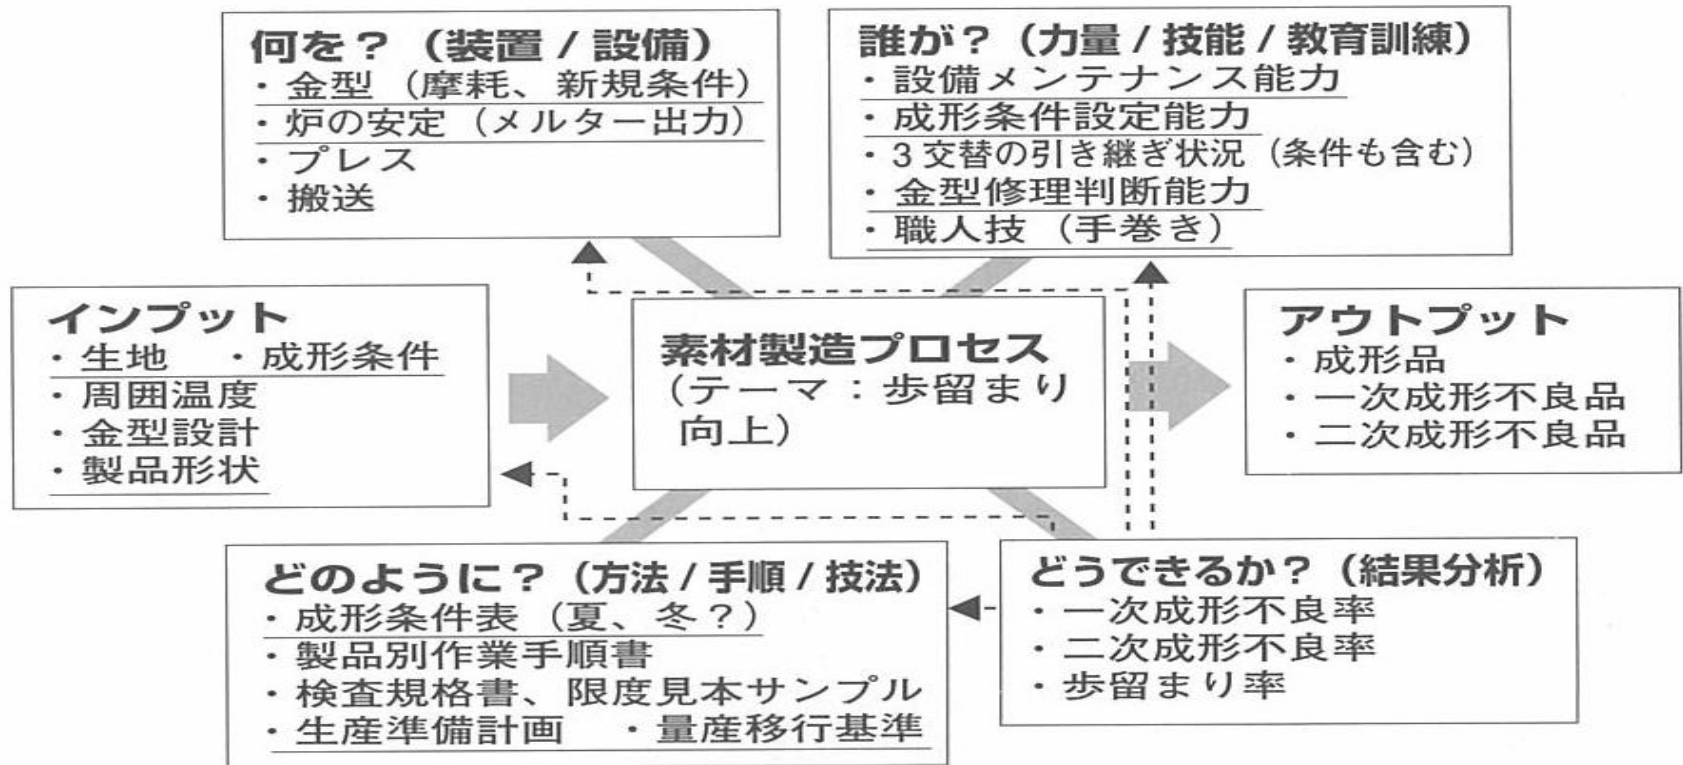 何を？（装置 / 設備）
・金型（摩耗、新規条件）
・炉の安定（メルター出力）
・プレス
・搬送
誰が？（力量 / 技能 / 教育訓練）
・設備メンテナンス能力
・成形条件設定能力
・3交替の引き継ぎ状況（条件も含む）
・金型修理判断能力
・職人技（手巻き）
インプット
・生地　・成形条件
・周囲温度
・金型設計
・製品形状
素材製造プロセス
（テーマ：歩留まり
向上）
アウトプット
・成形品
・一次成形不良品
・二次成形不良品
どのように？（方法 / 手順 / 技法）
・成形条件表（夏、冬？）
・製品別作業手順書
・検査規格書、限度見本サンプル
・生産準備計画　・量産移行基準
どうできるか？（結果分析）
・一次成形不良率
・二次成形不良率
・歩留まり率